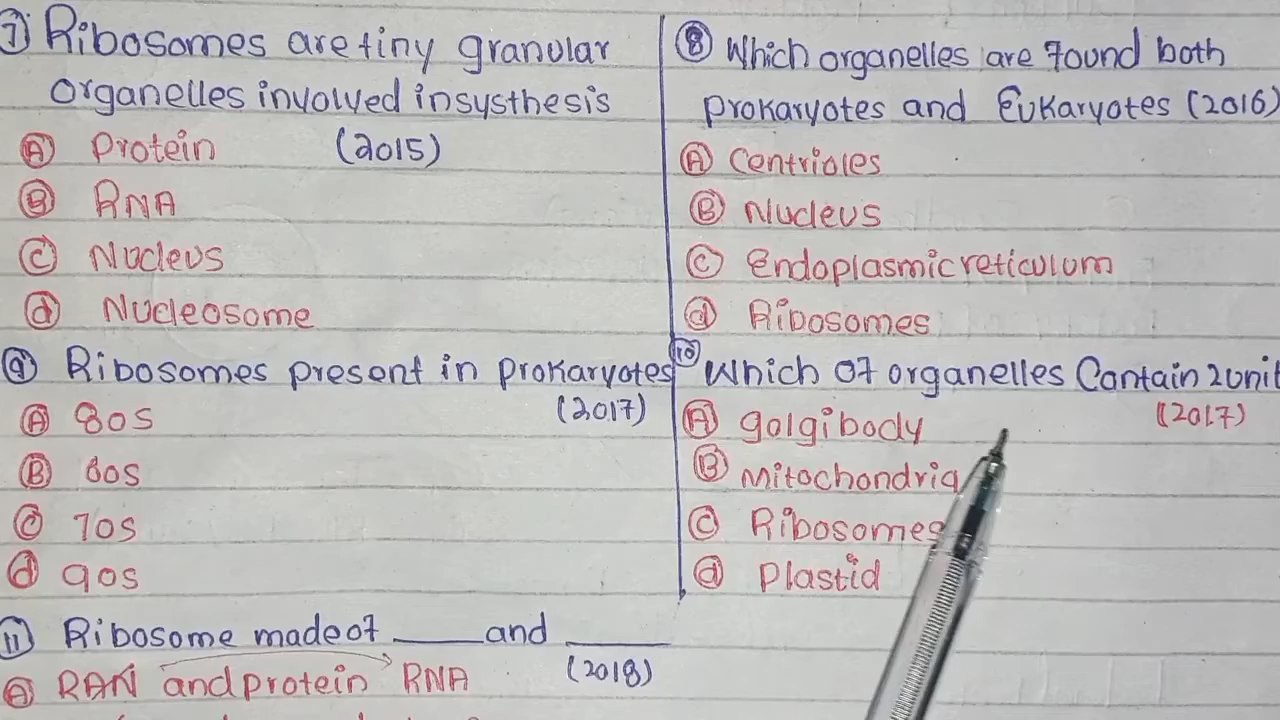 7 Ribosomes are tiny granular
organelles involved in systhesis
A Protein (2015)
B RNA
C Nucleus
d Nucleosome
8 Which organelles are found both
prokaryotes and Eukaryotes (2016)
A Centrioles
B Nucleus
C Endoplasmic reticulum
d Ribosomes
9 Ribosomes present in prokaryotes
(2017)
A 80s
B 60s
C 70s
d 90s
10 Which of organelles Contain 2 unit
(2017)
A golgi body
B Mitochondria
C Ribosomes
d Plastid
11 Ribosome made of ____ and ____
(2018)
A RAN and protein RNA